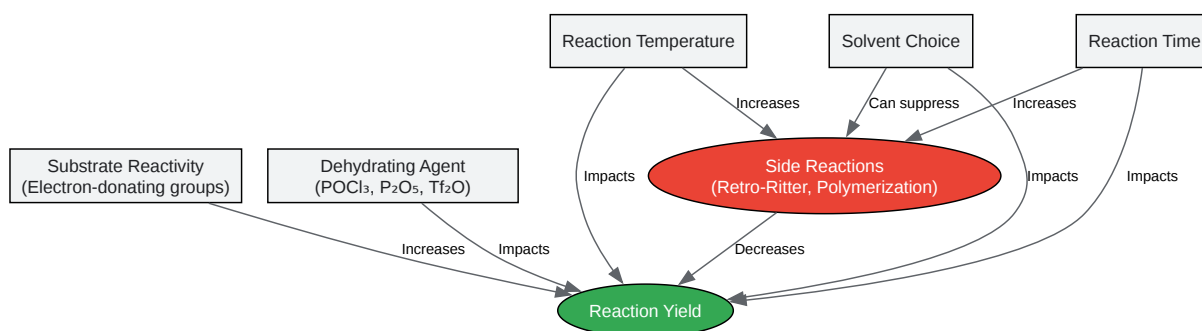 Reaction Temperature
Solvent Choice
Reaction Time
Increases
Can suppress
Increases
Substrate Reactivity
(Electron-donating groups)
Dehydrating Agent
(POCl₃, P₂O₅, Tf₂O)
Impacts
Side Reactions
(Retro-Ritter, Polymerization)
Impacts
Impacts
Increases
Impacts
Decreases
Reaction Yield